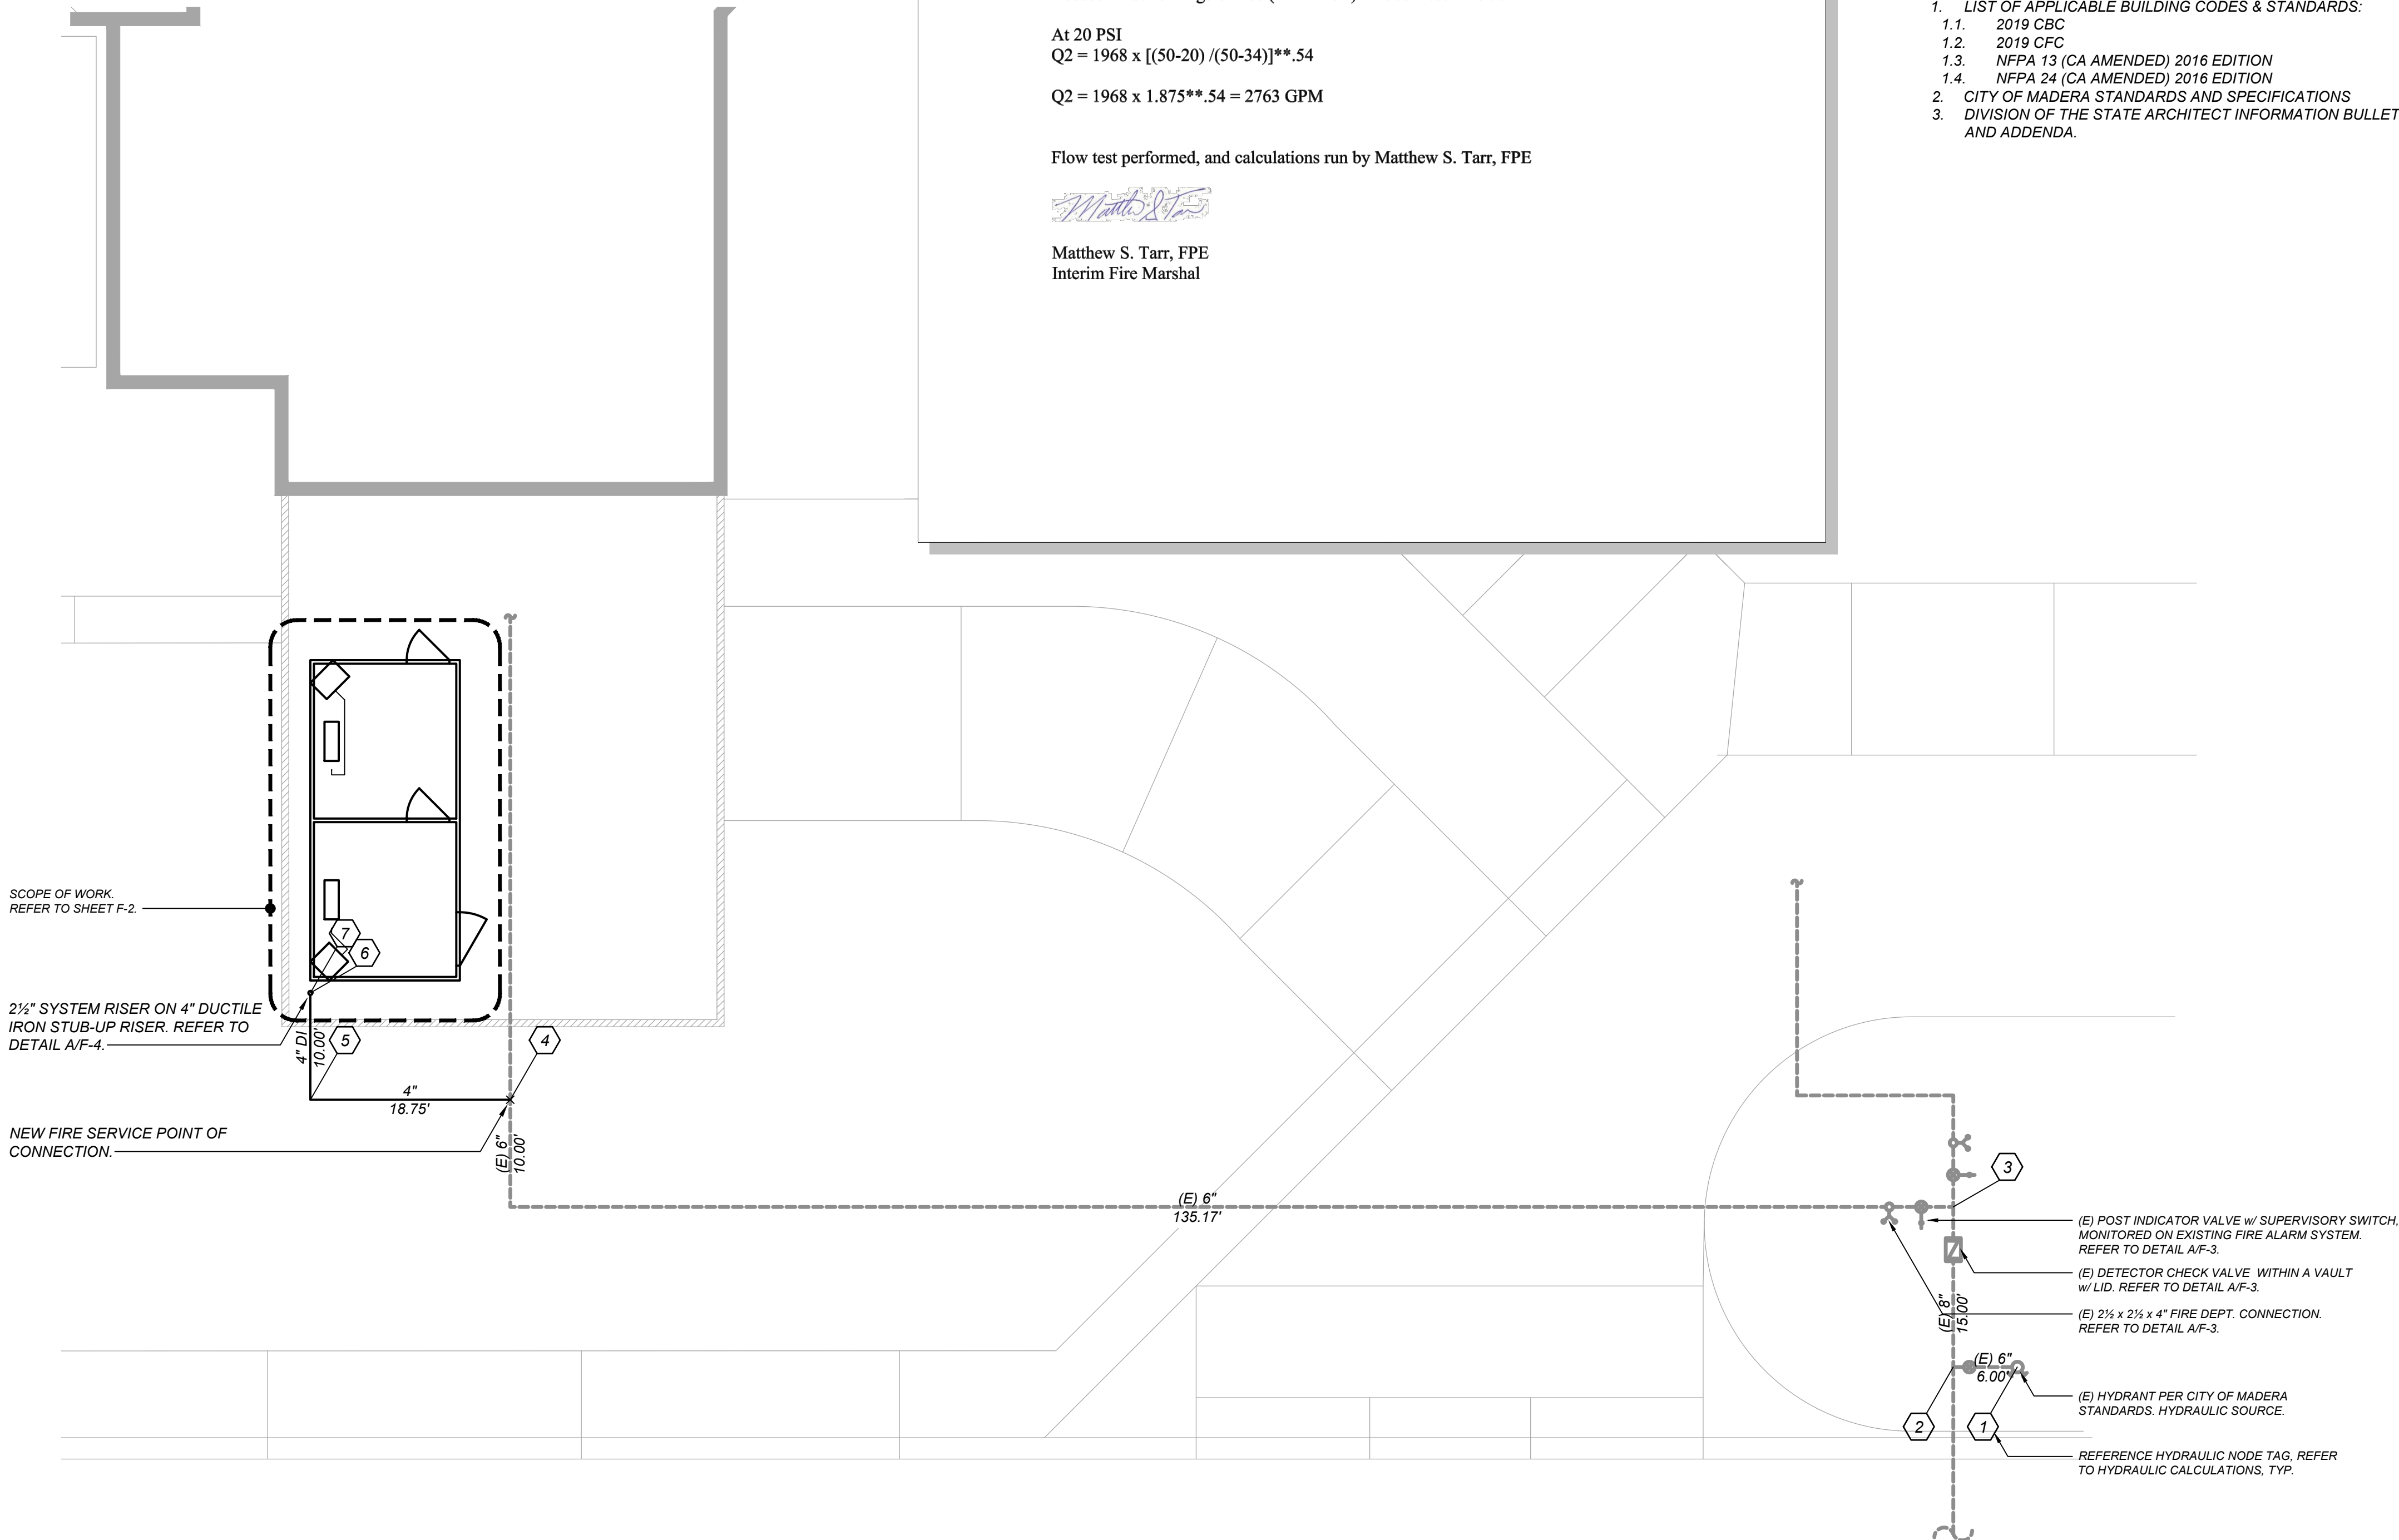 At 20 PSI
Q2 = 1968 x [(50-20) /(50-34)]**.54
Q2 = 1968 x 1.875**.54 = 2763 GPM
Flow test performed, and calculations run by Matthew S. Tarr, FPE
Matthew S. Tarr, FPE
Interim Fire Marshal
1. LIST OF APPLICABLE BUILDING CODES & STANDARDS:
1.1. 2019 CBC
1.2. 2019 CFC
1.3. NFPA 13 (CA AMENDED) 2016 EDITION
1.4. NFPA 24 (CA AMENDED) 2016 EDITION
2. CITY OF MADERA STANDARDS AND SPECIFICATIONS
3. DIVISION OF THE STATE ARCHITECT INFORMATION BULLET
AND ADDENDA.
SCOPE OF WORK.
REFER TO SHEET F-2.
7
6
2½" SYSTEM RISER ON 4" DUCTILE
IRON STUB-UP RISER. REFER TO
DETAIL A/F-4.
4" DI
10.00'
5
4
4"
18.75'
NEW FIRE SERVICE POINT OF
CONNECTION.
(E) 6"
10.00'
(E) 6"
135.17'
3
(E) POST INDICATOR VALVE w/ SUPERVISORY SWITCH,
MONITORED ON EXISTING FIRE ALARM SYSTEM.
REFER TO DETAIL A/F-3.
(E) DETECTOR CHECK VALVE WITHIN A VAULT
w/ LID. REFER TO DETAIL A/F-3.
(E) 8"
15.00'
(E) 2½ x 2½ x 4" FIRE DEPT. CONNECTION.
REFER TO DETAIL A/F-3.
(E) 6"
6.00'
(E) HYDRANT PER CITY OF MADERA
STANDARDS. HYDRAULIC SOURCE.
2
1
REFERENCE HYDRAULIC NODE TAG, REFER
TO HYDRAULIC CALCULATIONS, TYP.